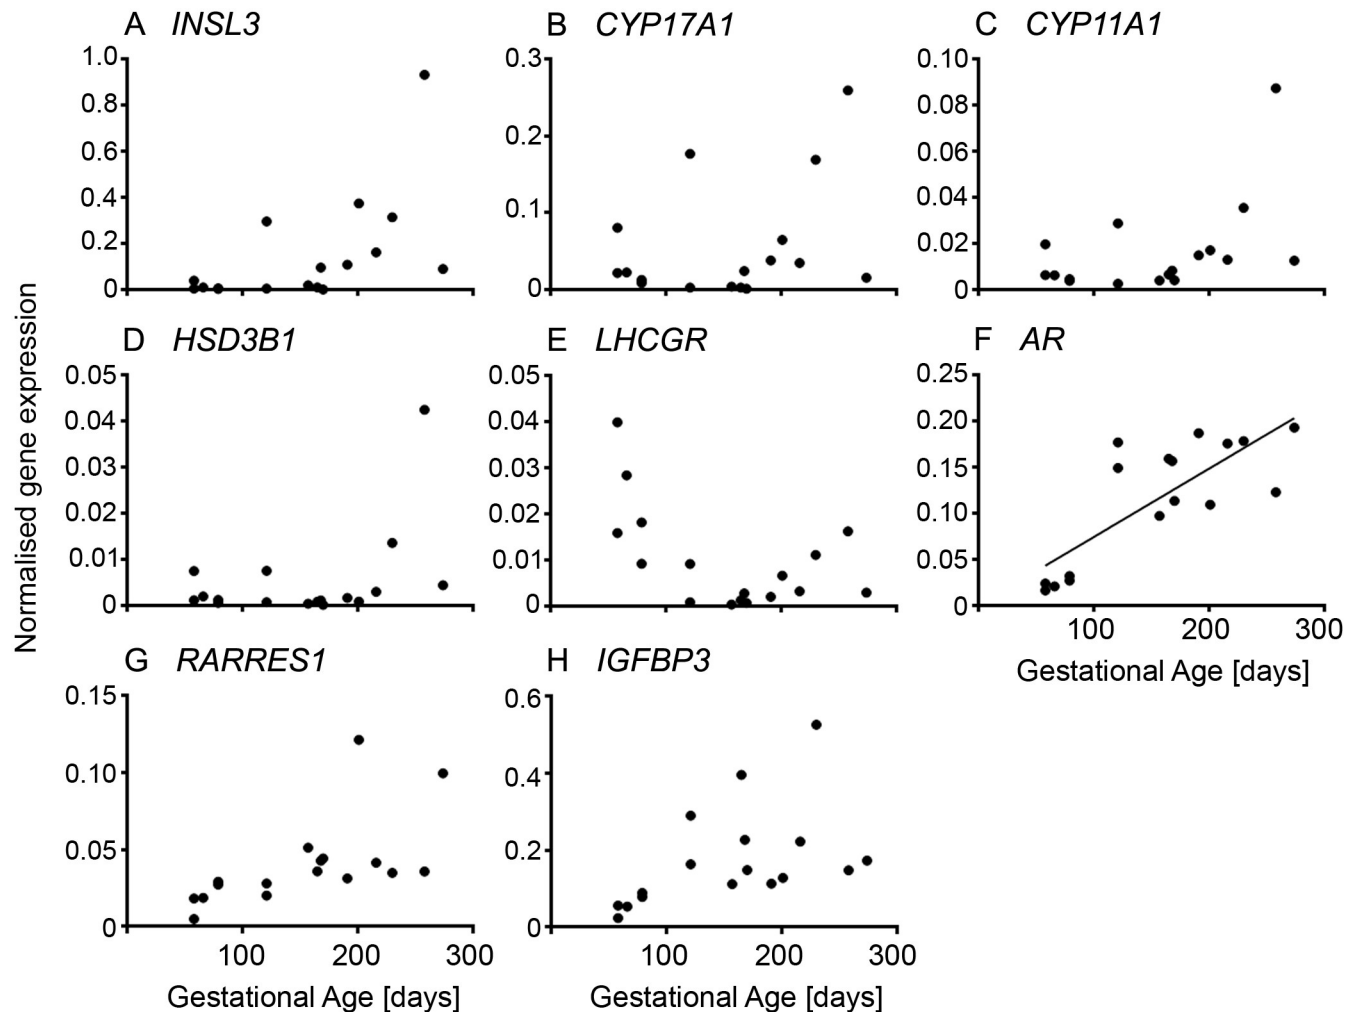 A INSL3
1.0
0.8
0.6
0.4
0.2
0
B CYP17A1
0.3
0.2
0.1
0
C CYP11A1
0.10
0.08
0.06
0.04
0.02
0
Normalised gene expression
D HSD3B1
0.05
0.04
0.03
0.02
0.01
0
E LHCGR
0.05
0.04
0.03
0.02
0.01
0
F AR
0.25
0.20
0.15
0.10
0.05
0
100 200 300
Gestational Age [days]
G RARRES1
0.15
0.10
0.05
0
100 200 300
Gestational Age [days]
H IGFBP3
0.6
0.4
0.2
0
100 200 300
Gestational Age [days]